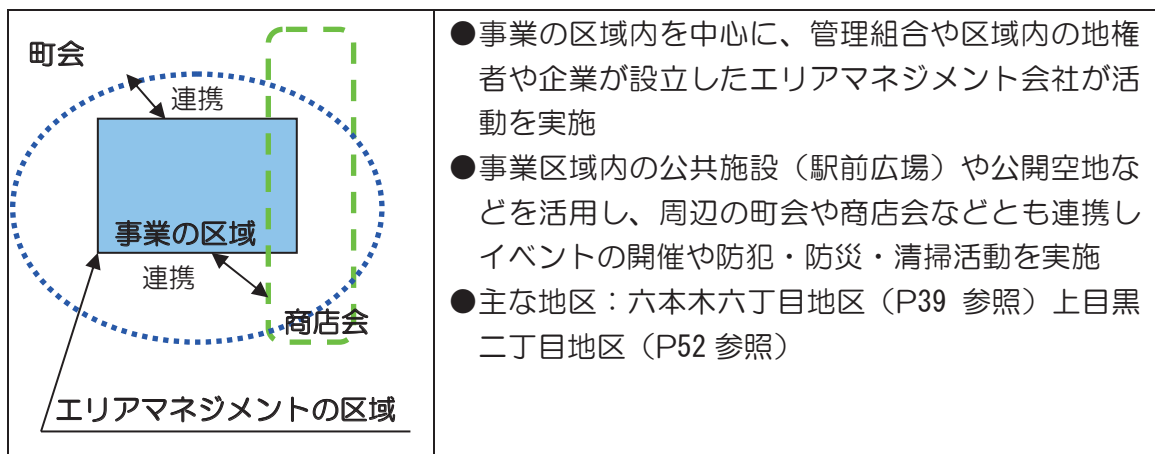 町会
連携
事業の区域
連携
商店会
エリアマネジメントの区域
●事業の区域内を中心に、管理組合や区域内の地権
者や企業が設立したエリアマネジメント会社が活
動を実施
●事業区域内の公共施設（駅前広場）や公開空地な
どを活用し、周辺の町会や商店会などとも連携し
イベントの開催や防犯・防災・清掃活動を実施
●主な地区：六本木六丁目地区（P39 参照）上目黒
二丁目地区（P52 参照）